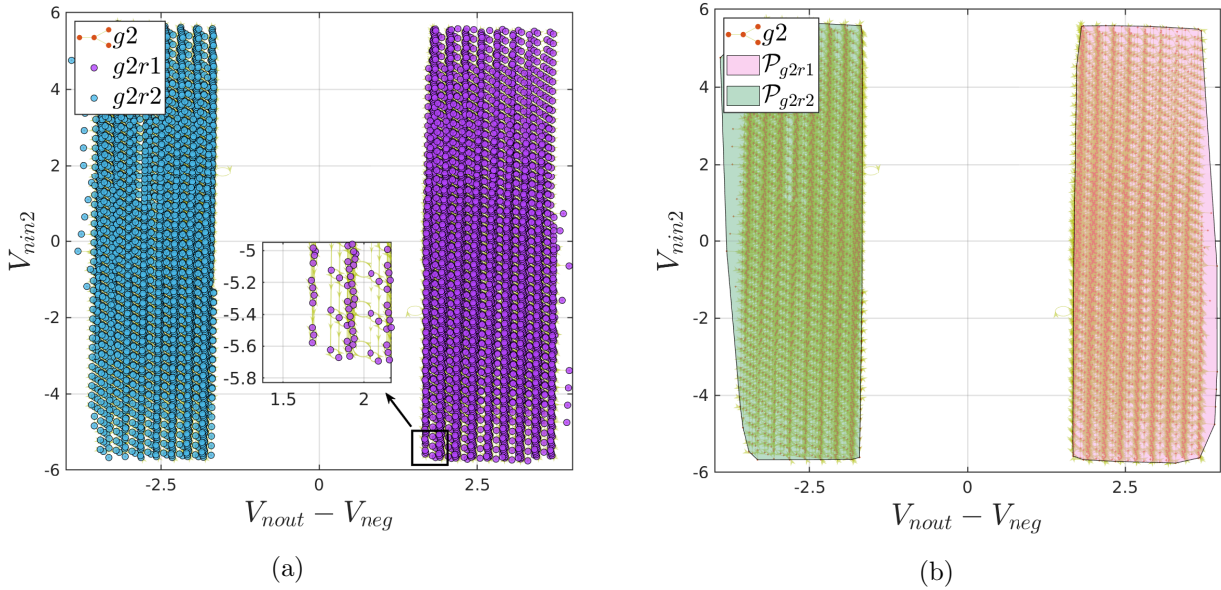 g2
g2r1
g2r2
6
4
2
0
-2
-4
-6
V_{nin2}
-2.5
0
2.5
V_{nout} − V_{neg}
-5
-5.2
-5.4
-5.6
-5.8
1.5
2
(a)
g2
𝒫_{g2r1}
𝒫_{g2r2}
6
4
2
0
-2
-4
-6
V_{nin2}
-2.5
0
2.5
V_{nout} − V_{neg}
(b)